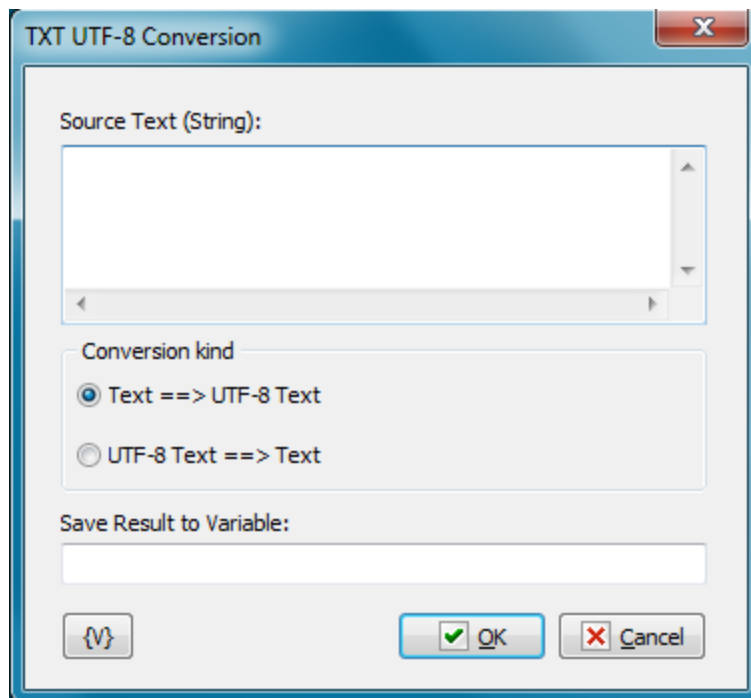 TXT UTF-8 Conversion
Source Text (String):
Conversion kind
Text ==> UTF-8 Text
UTF-8 Text ==> Text
Save Result to Variable:
{V} OK Cancel